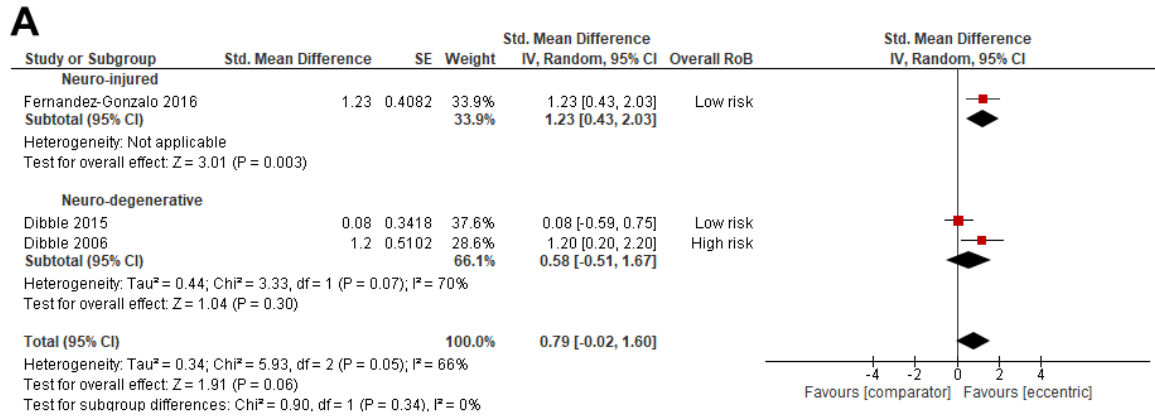 A
Std. Mean Difference Std. Mean Difference
Study or Subgroup Std. Mean Difference SE Weight IV, Random, 95% CI Overall RoB IV, Random, 95% CI
Neuro-injured
Fernandez-Gonzalo 2016 1.23 0.4082 33.9% 1.23 [0.43, 2.03] Low risk
Subtotal (95% CI) 33.9% 1.23 [0.43, 2.03]
Heterogeneity: Not applicable
Test for overall effect: Z = 3.01 (P = 0.003)
Neuro-degenerative
Dibble 2015 0.08 0.3418 37.6% 0.08 [-0.59, 0.75] Low risk
Dibble 2006 1.2 0.5102 28.6% 1.20 [0.20, 2.20] High risk
Subtotal (95% CI) 66.1% 0.58 [-0.51, 1.67]
Heterogeneity: Tau² = 0.44; Chi² = 3.33, df = 1 (P = 0.07); I² = 70%
Test for overall effect: Z = 1.04 (P = 0.30)
Total (95% CI) 100.0% 0.79 [-0.02, 1.60]
Heterogeneity: Tau² = 0.34; Chi² = 5.93, df = 2 (P = 0.05); I² = 66%
Test for overall effect: Z = 1.91 (P = 0.06)
Test for subgroup differences: Chi² = 0.90, df = 1 (P = 0.34), I² = 0%
-4 -2 0 2 4
Favours [comparator] Favours [eccentric]